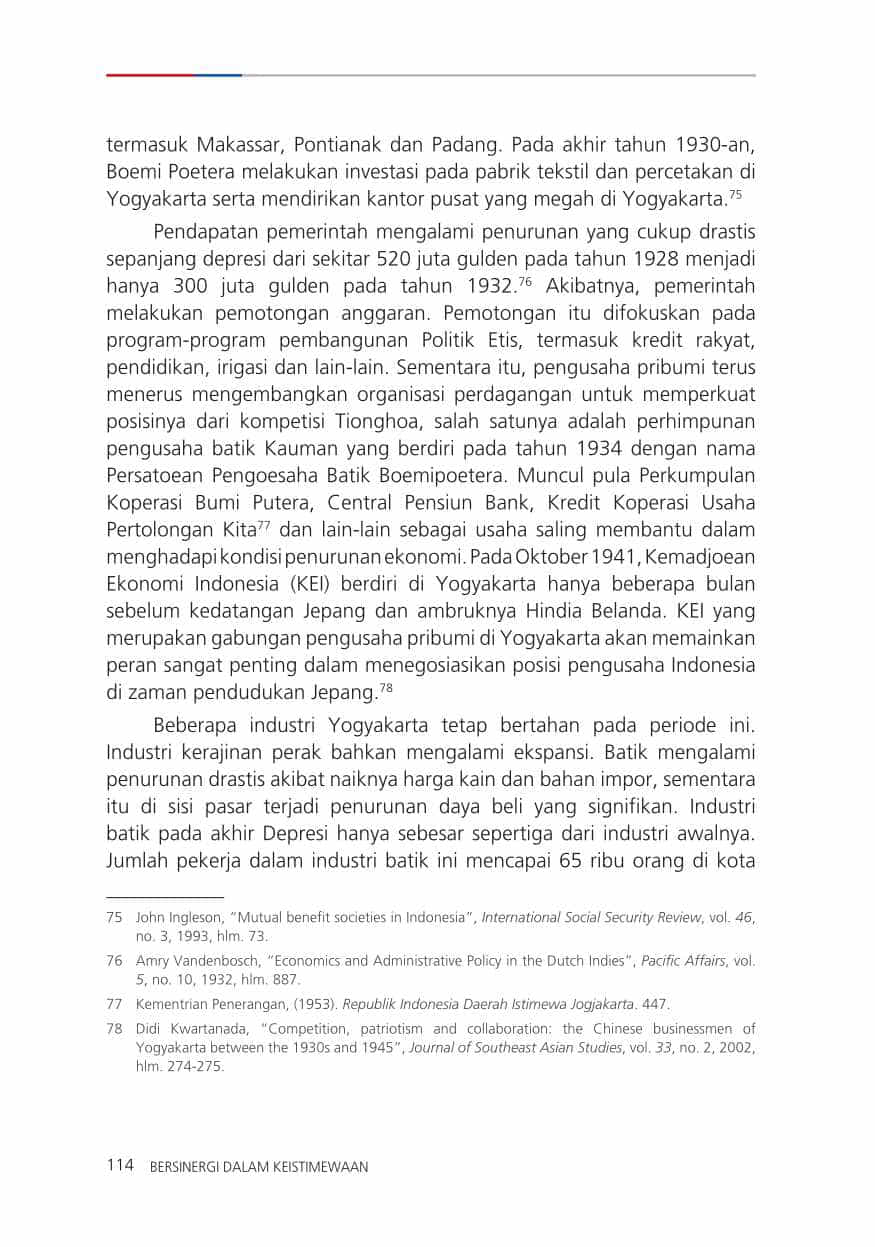 termasuk Makassar, Pontianak dan Padang. Pada akhir tahun 1930-an,
Boemi Poetera melakukan investasi pada pabrik tekstil dan percetakan di
Yogyakarta serta mendirikan kantor pusat yang megah di Yogyakarta.75
Pendapatan pemerintah mengalami penurunan yang cukup drastis
sepanjang depresi dari sekitar 520 juta gulden pada tahun 1928 menjadi
hanya 300 juta gulden pada tahun 1932.76 Akibatnya, pemerintah
melakukan pemotongan anggaran. Pemotongan itu difokuskan pada
program-program pembangunan Politik Etis, termasuk kredit rakyat,
pendidikan, irigasi dan lain-lain. Sementara itu, pengusaha pribumi terus
menerus mengembangkan organisasi perdagangan untuk memperkuat
posisinya dari kompetisi Tionghoa, salah satunya adalah perhimpunan
pengusaha batik Kauman yang berdiri pada tahun 1934 dengan nama
Persatoean Pengoesaha Batik Boemipoetera. Muncul pula Perkumpulan
Koperasi Bumi Putera, Central Pensiun Bank, Kredit Koperasi Usaha
Pertolongan Kita77 dan lain-lain sebagai usaha saling membantu dalam
menghadapi kondisi penurunan ekonomi. Pada Oktober 1941, Kemadjoean
Ekonomi Indonesia (KEI) berdiri di Yogyakarta hanya beberapa bulan
sebelum kedatangan Jepang dan ambruknya Hindia Belanda. KEI yang
merupakan gabungan pengusaha pribumi di Yogyakarta akan memainkan
peran sangat penting dalam menegosiasikan posisi pengusaha Indonesia
di zaman pendudukan Jepang.78
Beberapa industri Yogyakarta tetap bertahan pada periode ini.
Industri kerajinan perak bahkan mengalami ekspansi. Batik mengalami
penurunan drastis akibat naiknya harga kain dan bahan impor, sementara
itu di sisi pasar terjadi penurunan daya beli yang signifikan. Industri
batik pada akhir Depresi hanya sebesar sepertiga dari industri awalnya.
Jumlah pekerja dalam industri batik ini mencapai 65 ribu orang di kota
75 John Ingleson, “Mutual benefit societies in Indonesia”, International Social Security Review, vol. 46,
no. 3, 1993, hlm. 73.
76 Amry Vandenbosch, “Economics and Administrative Policy in the Dutch Indies”, Pacific Affairs, vol.
5, no. 10, 1932, hlm. 887.
77 Kementrian Penerangan, (1953). Republik Indonesia Daerah Istimewa Jogjakarta. 447.
78 Didi Kwartanada, “Competition, patriotism and collaboration: the Chinese businessmen of
Yogyakarta between the 1930s and 1945”, Journal of Southeast Asian Studies, vol. 33, no. 2, 2002,
hlm. 274-275.
114 BERSINERGI DALAM KEISTIMEWAAN